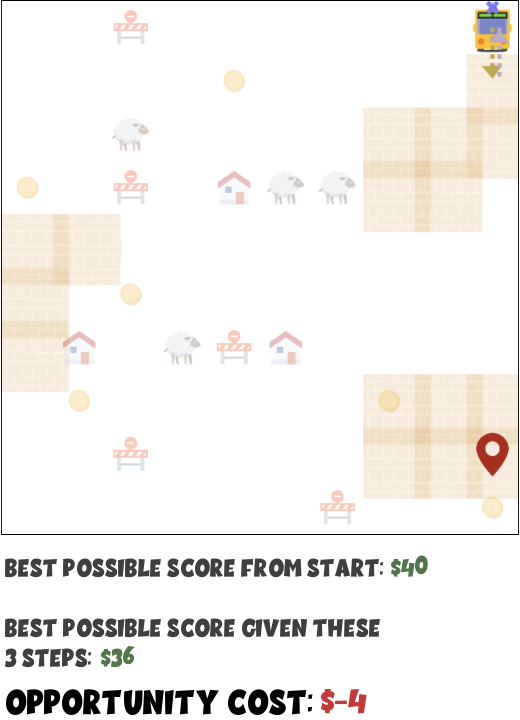 BEST POSSIBLE SCORE FROM START: $40
BEST POSSIBLE SCORE GIVEN THESE
3 STEPS: $36
OPPORTUNITY COST: $-4